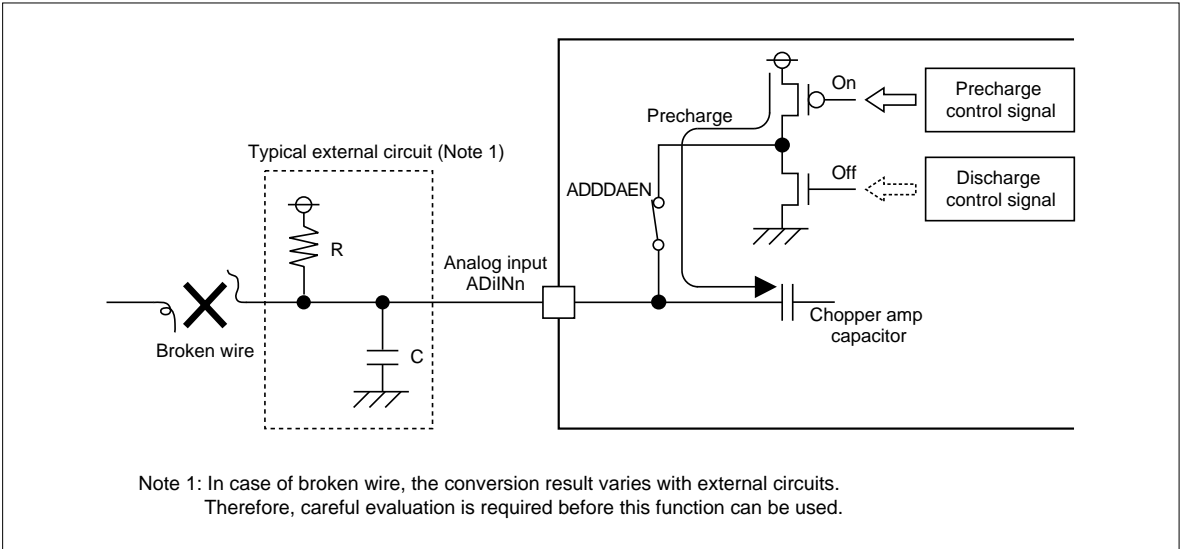 On
Precharge
control signal
Precharge
Typical external circuit (Note 1)
Off
Discharge
control signal
ADDDAEN
R
Analog input
ADiINn
Chopper amp
capacitor
Broken wire
C
Note 1: In case of broken wire, the conversion result varies with external circuits.
Therefore, careful evaluation is required before this function can be used.